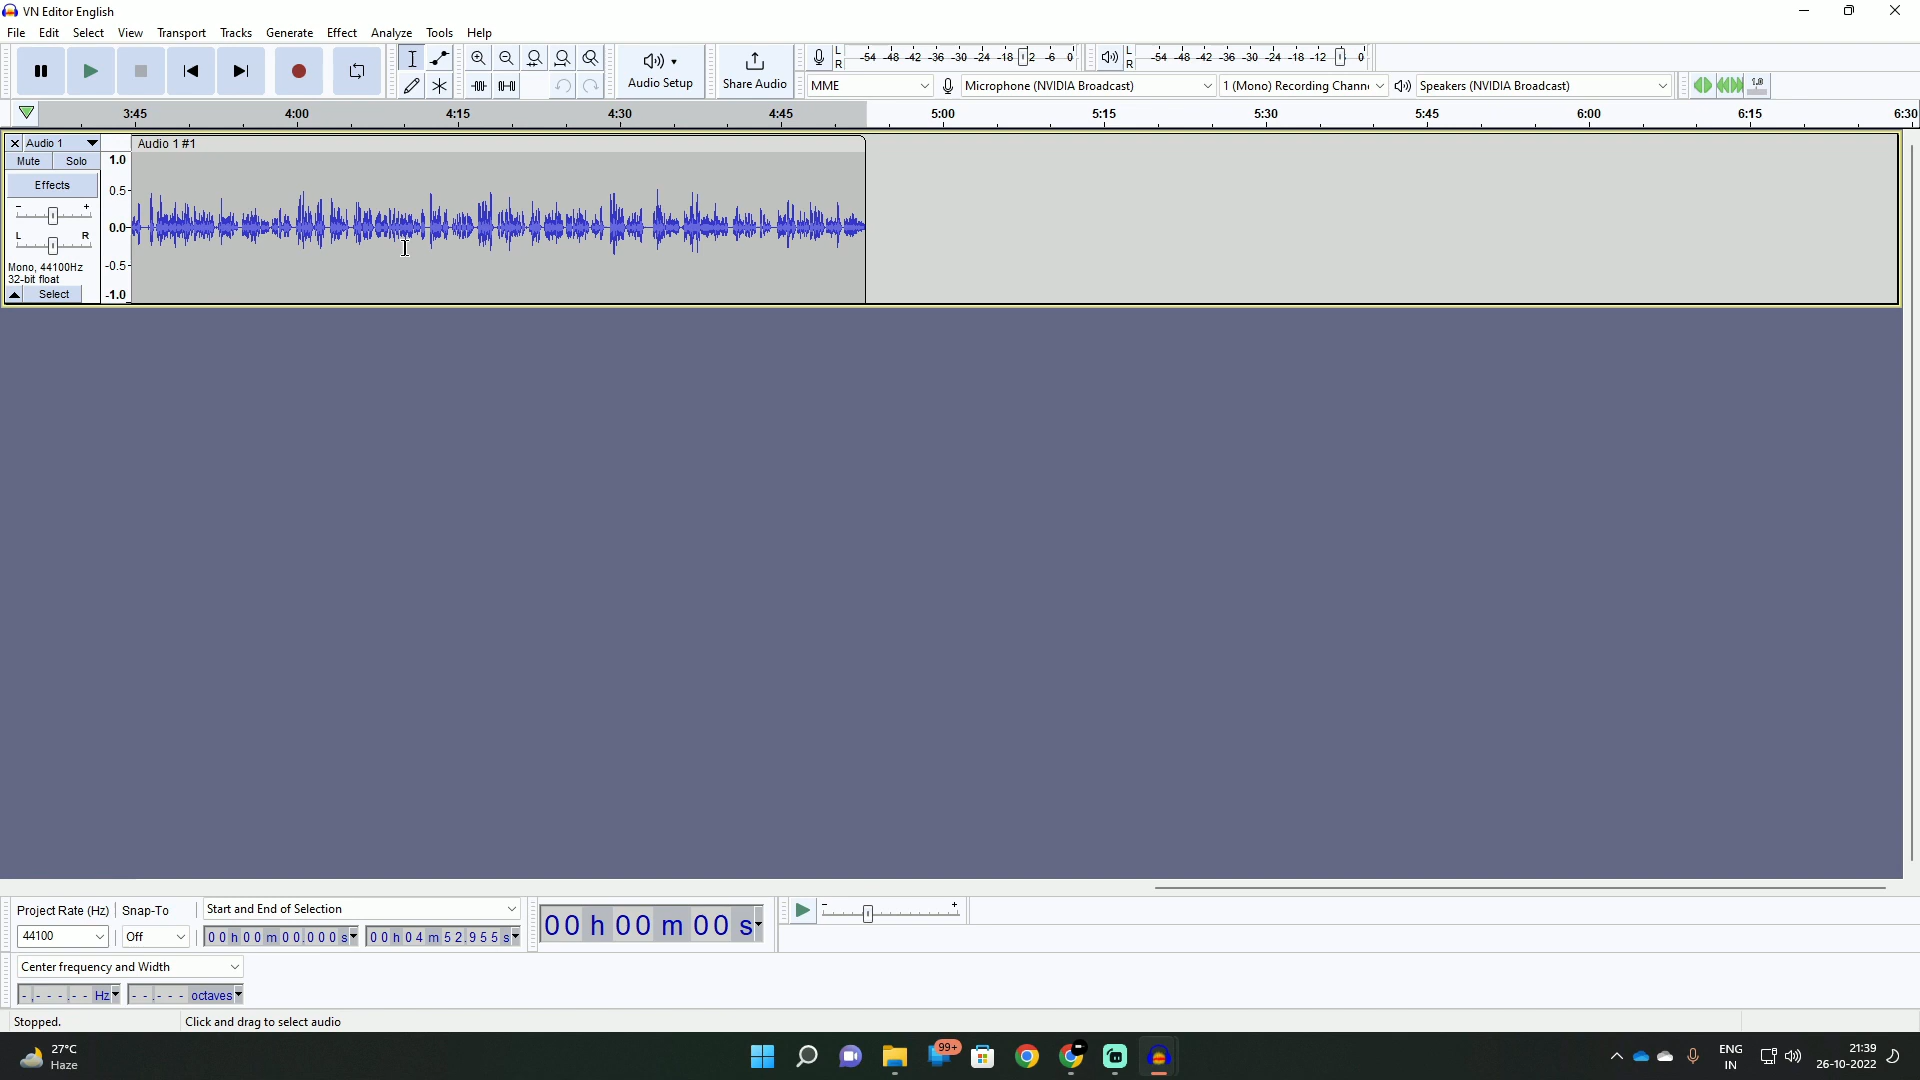 VN Editor English
File Edit Select View Transport Tracks Generate Effect Analyze Tools Help
Audio Setup Share Audio
L R -54 -48 -42 -36 -30 -24 -18 2 -6 0 L R -54 -48 -42 -36 -30 -24 -18 -12 0
MME Microphone (NVIDIA Broadcast) 1 (Mono) Recording Channe Speakers (NVIDIA Broadcast) 1.0
3:45 4:00 4:15 4:30 4:45 5:00 5:15 5:30 5:45 6:00 6:15 6:30
Audio 1 Audio 1 #1
Mute Solo 1.0
Effects 0.5
- +
L R 0.0
Mono, 44100Hz -0.5
32-bit float
Select -1.0
Project Rate (Hz) Snap-To Start and End of Selection
44100 Off 00 h 00 m 00.000 s 00 h 04 m 52.955 s
00 h 00 m 00 s
- +
Center frequency and Width
-,---.-- Hz --.--- octaves
Stopped. Click and drag to select audio
27°C
Haze
99+
ENG
IN
21:39
26-10-2022